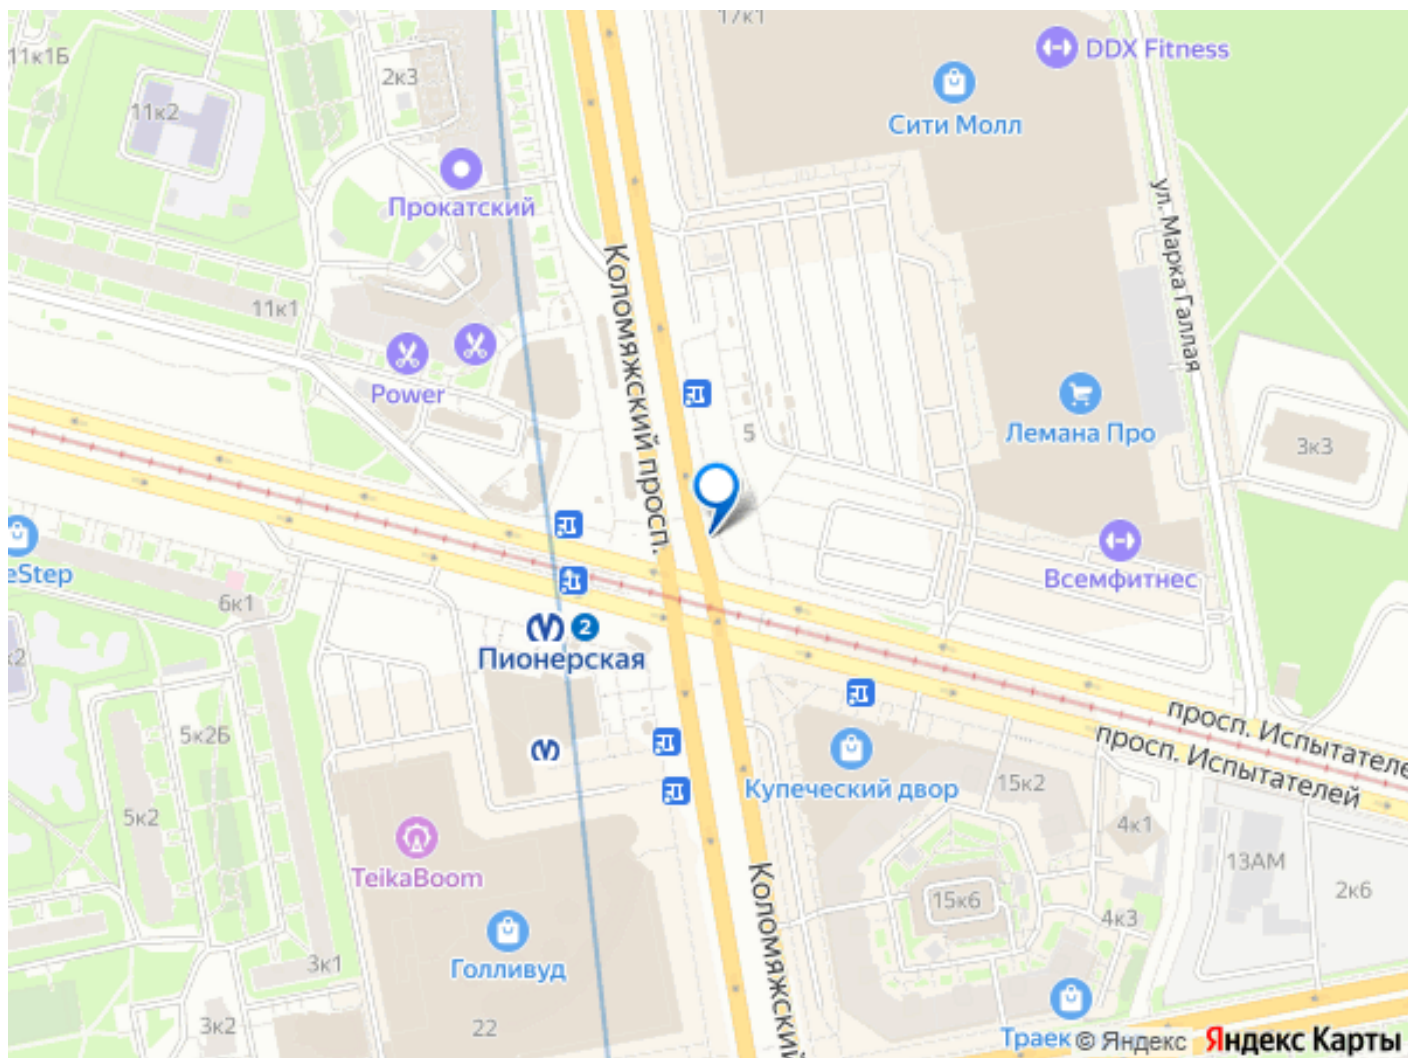 17к1
DDX Fitness
11к1Б
2к3
11к2
Сити Молл
Прокатский
ул. Марка Галлая
Коломяжский просп.
11к1
Power
Лемана Про
5
3к3
Всемфитнес
eStep
6к1
2
Пионерская
к2
просп. Испытателе
просп. Испытателей
5к2Б
Купеческий двор
15к2
5к2
4к1
TeikaBoom
13АМ
2к6
15к6
4к3
Коломяжский
Голливуд
3к1
3к2
22
Траек
© Яндекс
Яндекс Карты